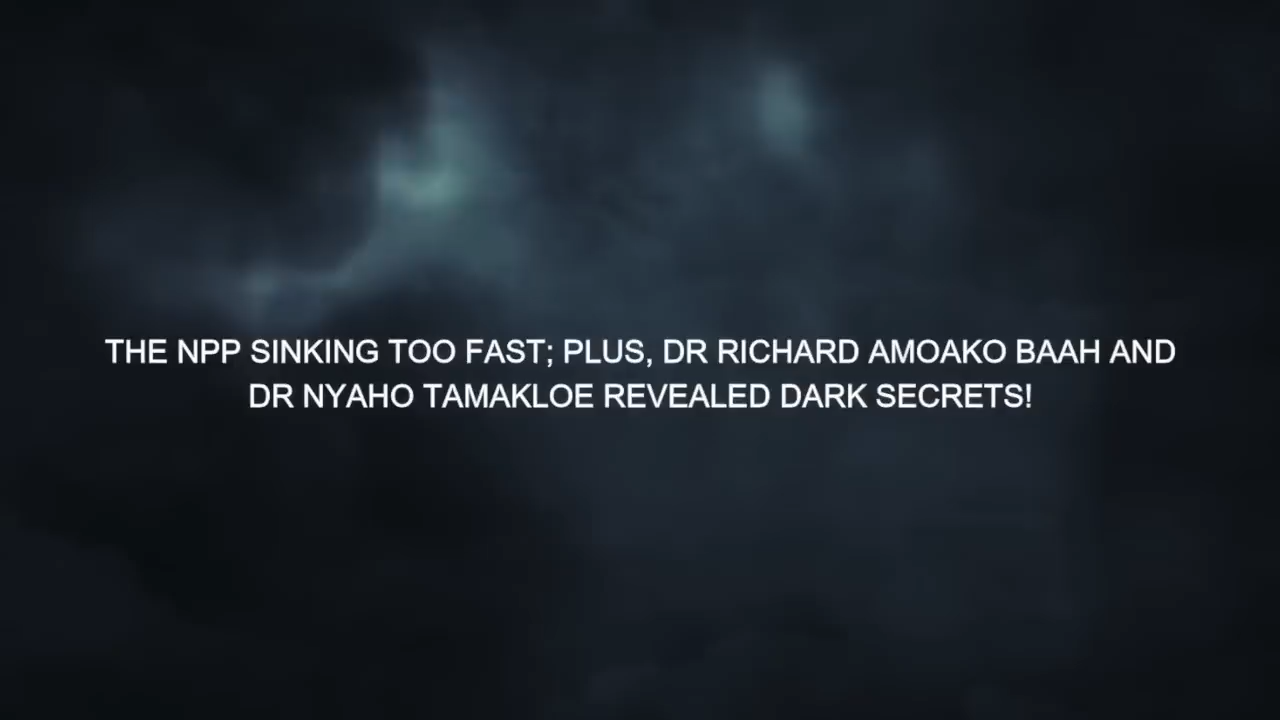 THE NPP SINKING TOO FAST; PLUS, DR RICHARD AMOAKO BAAH AND
DR NYAHO TAMAKLOE REVEALED DARK SECRETS!